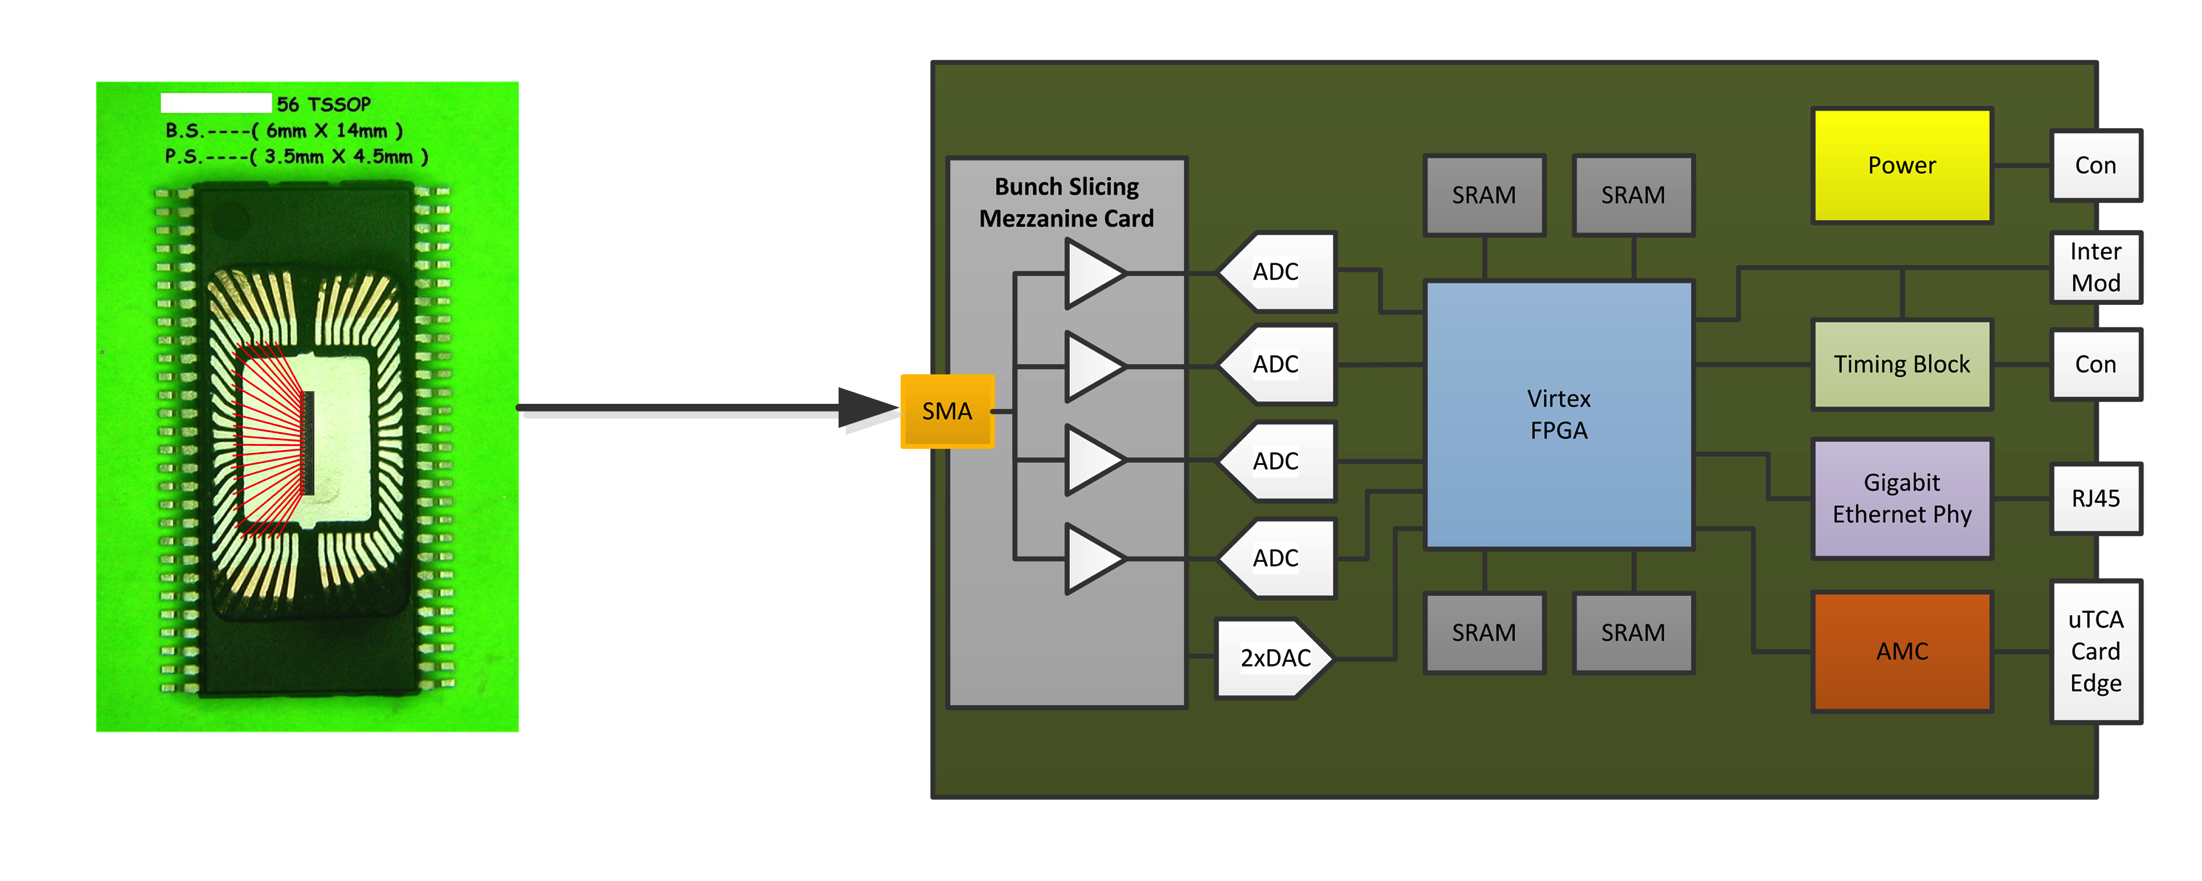 56 TSSOP
B.S.----( 6mm X 14mm )
P.S.----( 3.5mm X 4.5mm )
Bunch Slicing
Mezzanine Card
SMA
ADC
ADC
ADC
ADC
2xDAC
SRAM
SRAM
Virtex
FPGA
SRAM
SRAM
Power
Con
Inter
Mod
Timing Block
Con
Gigabit
Ethernet Phy
RJ45
AMC
uTCA
Card
Edge